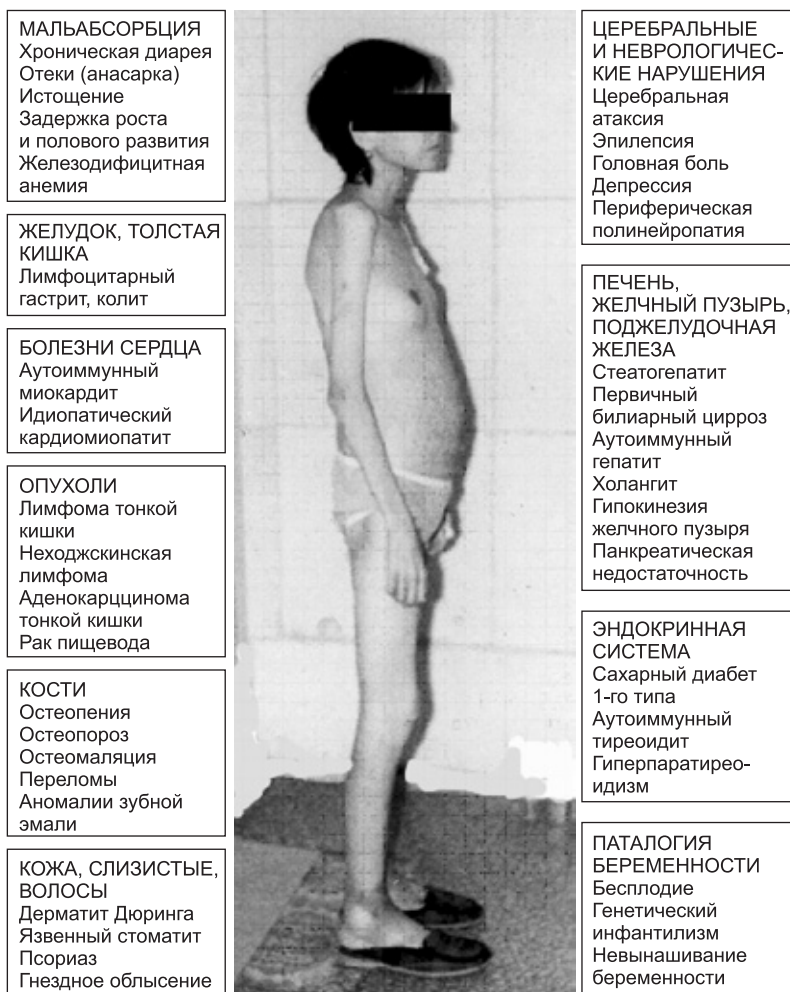 МАЛЬАБСОРБЦИЯ
Хроническая диарея
Отеки (анасарка)
Истощение
Задержка роста
и полового развития
Железодифицитная
анемия
ЖЕЛУДОК, ТОЛСТАЯ
КИШКА
Лимфоцитарный
гастрит, колит
БОЛЕЗНИ СЕРДЦА
Аутоиммунный
миокардит
Идиопатический
кардиомиопатит
ОПУХОЛИ
Лимфома тонкой
кишки
Неходжскинская
лимфома
Аденокарццинома
тонкой кишки
Рак пищевода
КОСТИ
Остеопения
Остеопороз
Остеомаляция
Переломы
Аномалии зубной
эмали
КОЖА, СЛИЗИСТЫЕ,
ВОЛОСЫ
Дерматит Дюринга
Язвенный стоматит
Псориаз
Гнездное облысение
ЦЕРЕБРАЛЬНЫЕ
И НЕВРОЛОГИЧЕС-
КИЕ НАРУШЕНИЯ
Церебральная
атаксия
Эпилепсия
Головная боль
Депрессия
Периферическая
полинейропатия
ПЕЧЕНЬ,
ЖЕЛЧНЫЙ ПУЗЫРЬ,
ПОДЖЕЛУДОЧНАЯ
ЖЕЛЕЗА
Стеатогепатит
Первичный
билиарный цирроз
Аутоиммунный
гепатит
Холангит
Гипокинезия
желчного пузыря
Панкреатическая
недостаточность
ЭНДОКРИННАЯ
СИСТЕМА
Сахарный диабет
1-го типа
Аутоиммунный
тиреоидит
Гиперпаратирео-
идизм
ПАТАЛОГИЯ
БЕРЕМЕННОСТИ
Бесплодие
Генетический
инфантилизм
Невынашивание
беременности